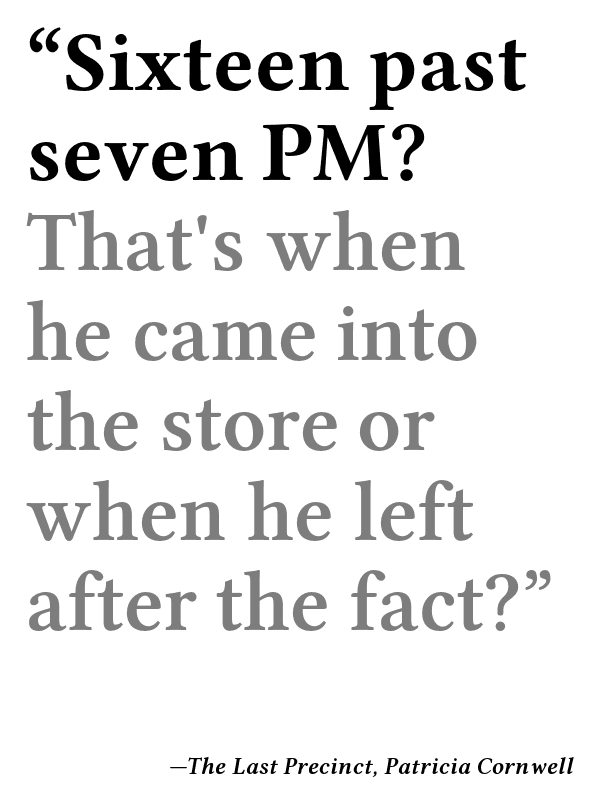 “Sixteen past
seven PM?
That's when
he came into
the store or
when he left
after the fact?”
—The Last Precinct, Patricia Cornwell